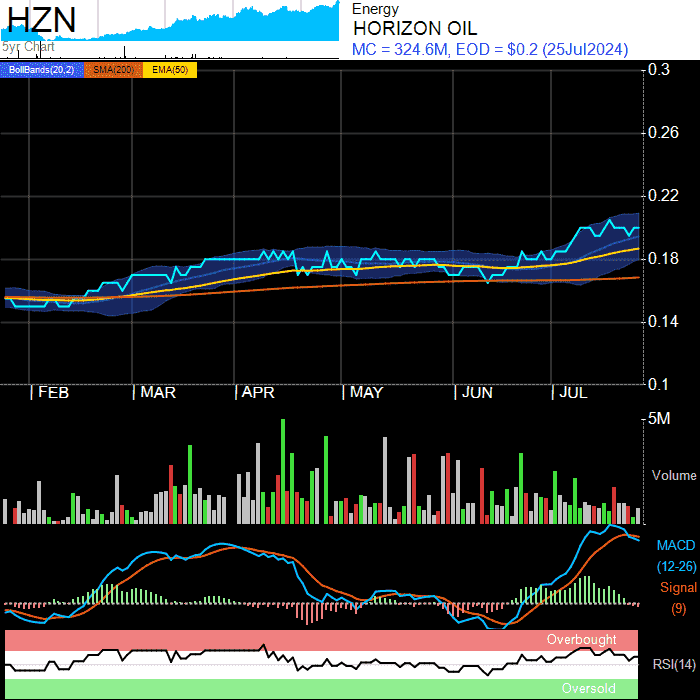 HZN
5yr Chart
Energy
HORIZON OIL
MC = 324.6M, EOD = $0.2 (25Jul2024)
BollBands(20,2) SMA(200) EMA(50)
0.3
0.26
0.22
0.18
0.14
0.1
FEB MAR APR MAY JUN JUL
5M
Volume
MACD
(12-26)
Signal
(9)
Overbought
RSI(14)
Oversold